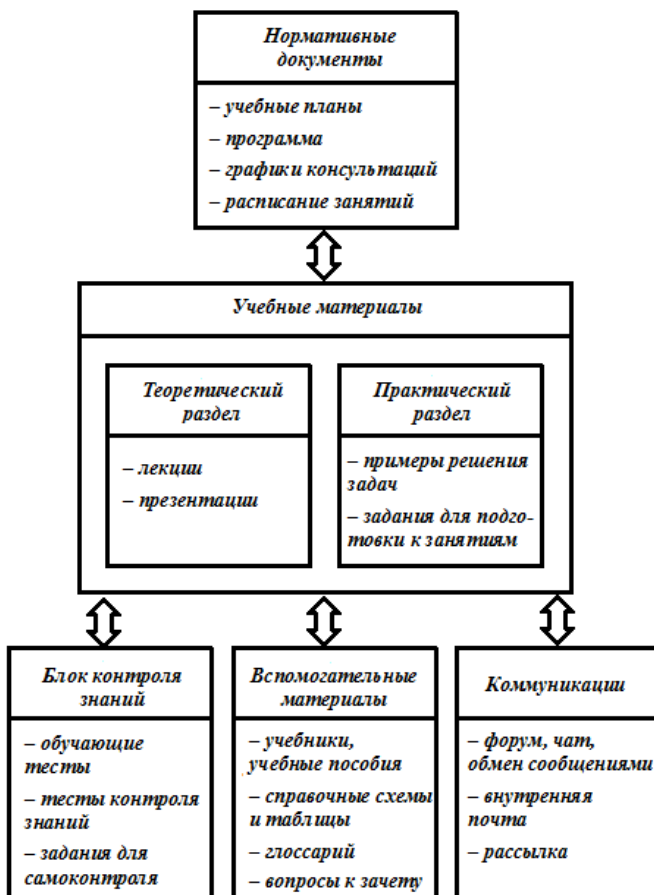 Нормативные
документы
– учебные планы
– программа
– графики консультаций
– расписание занятий
Учебные материалы
Теоретический
раздел
– лекции
– презентации
Практический
раздел
– примеры решения
задач
– задания для подго-
товки к занятиям
Блок контроля
знаний
– обучающие
тесты
– тесты контроля
знаний
– задания для
самоконтроля
Вспомогательные
материалы
– учебники,
учебные пособия
– справочные схемы
и таблицы
– глоссарий
– вопросы к зачету
Коммуникации
– форум, чат,
обмен сообщениями
– внутренняя
почта
– рассылка